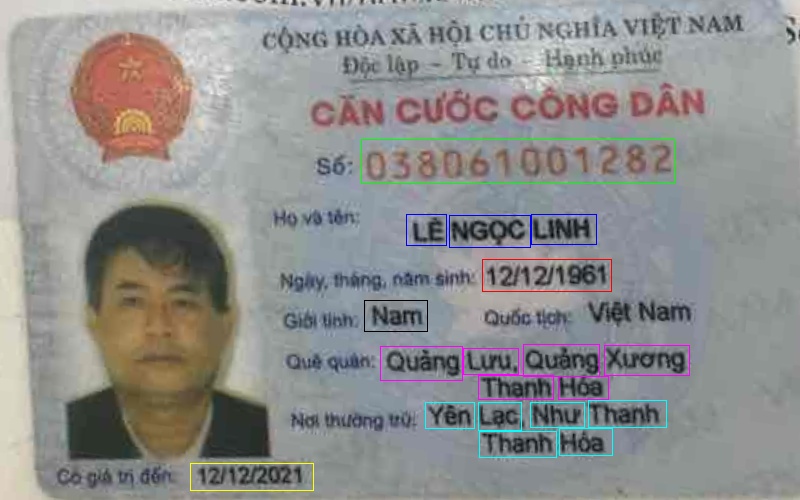 CỘNG HÒA XÃ HỘI CHỦ NGHĨA VIỆT NAM
Độc lập - Tự do - Hạnh phúc
CĂN CƯỚC CÔNG DÂN
Số: 038061001282
Họ và tên: LÊ NGỌC LINH
Ngày, tháng, năm sinh: 12/12/1961
Giới tính: Nam Quốc tịch: Việt Nam
Quê quán: Quảng Lưu, Quảng Xương
Thanh Hóa
Nơi thường trú: Yên Lạc, Như Thanh
Thanh Hóa
Có giá trị đến: 12/12/2021